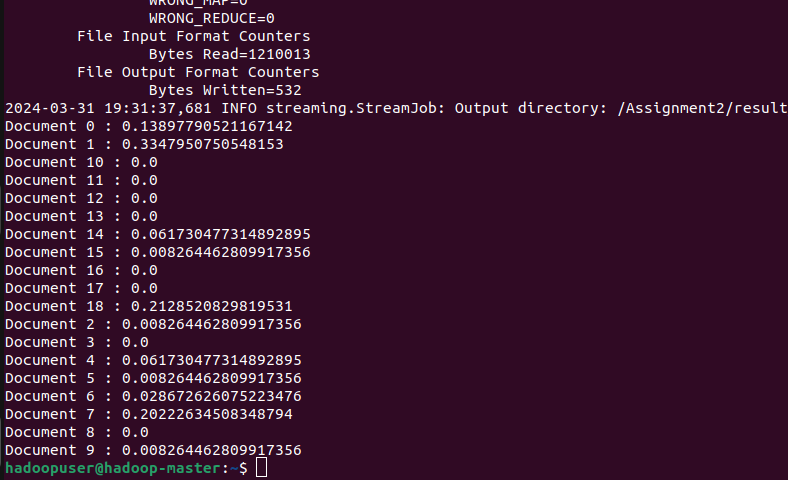 WRONG_MAP=0
WRONG_REDUCE=0
File Input Format Counters
Bytes Read=1210013
File Output Format Counters
Bytes Written=532
2024-03-31 19:31:37,681 INFO streaming.StreamJob: Output directory: /Assignment2/result
Document 0 : 0.13897790521167142
Document 1 : 0.3347950750548153
Document 10 : 0.0
Document 11 : 0.0
Document 12 : 0.0
Document 13 : 0.0
Document 14 : 0.061730477314892895
Document 15 : 0.008264462809917356
Document 16 : 0.0
Document 17 : 0.0
Document 18 : 0.2128520829819531
Document 2 : 0.008264462809917356
Document 3 : 0.0
Document 4 : 0.061730477314892895
Document 5 : 0.008264462809917356
Document 6 : 0.028672626075223476
Document 7 : 0.20222634508348794
Document 8 : 0.0
Document 9 : 0.008264462809917356
hadoopuser@hadoop-master:~$